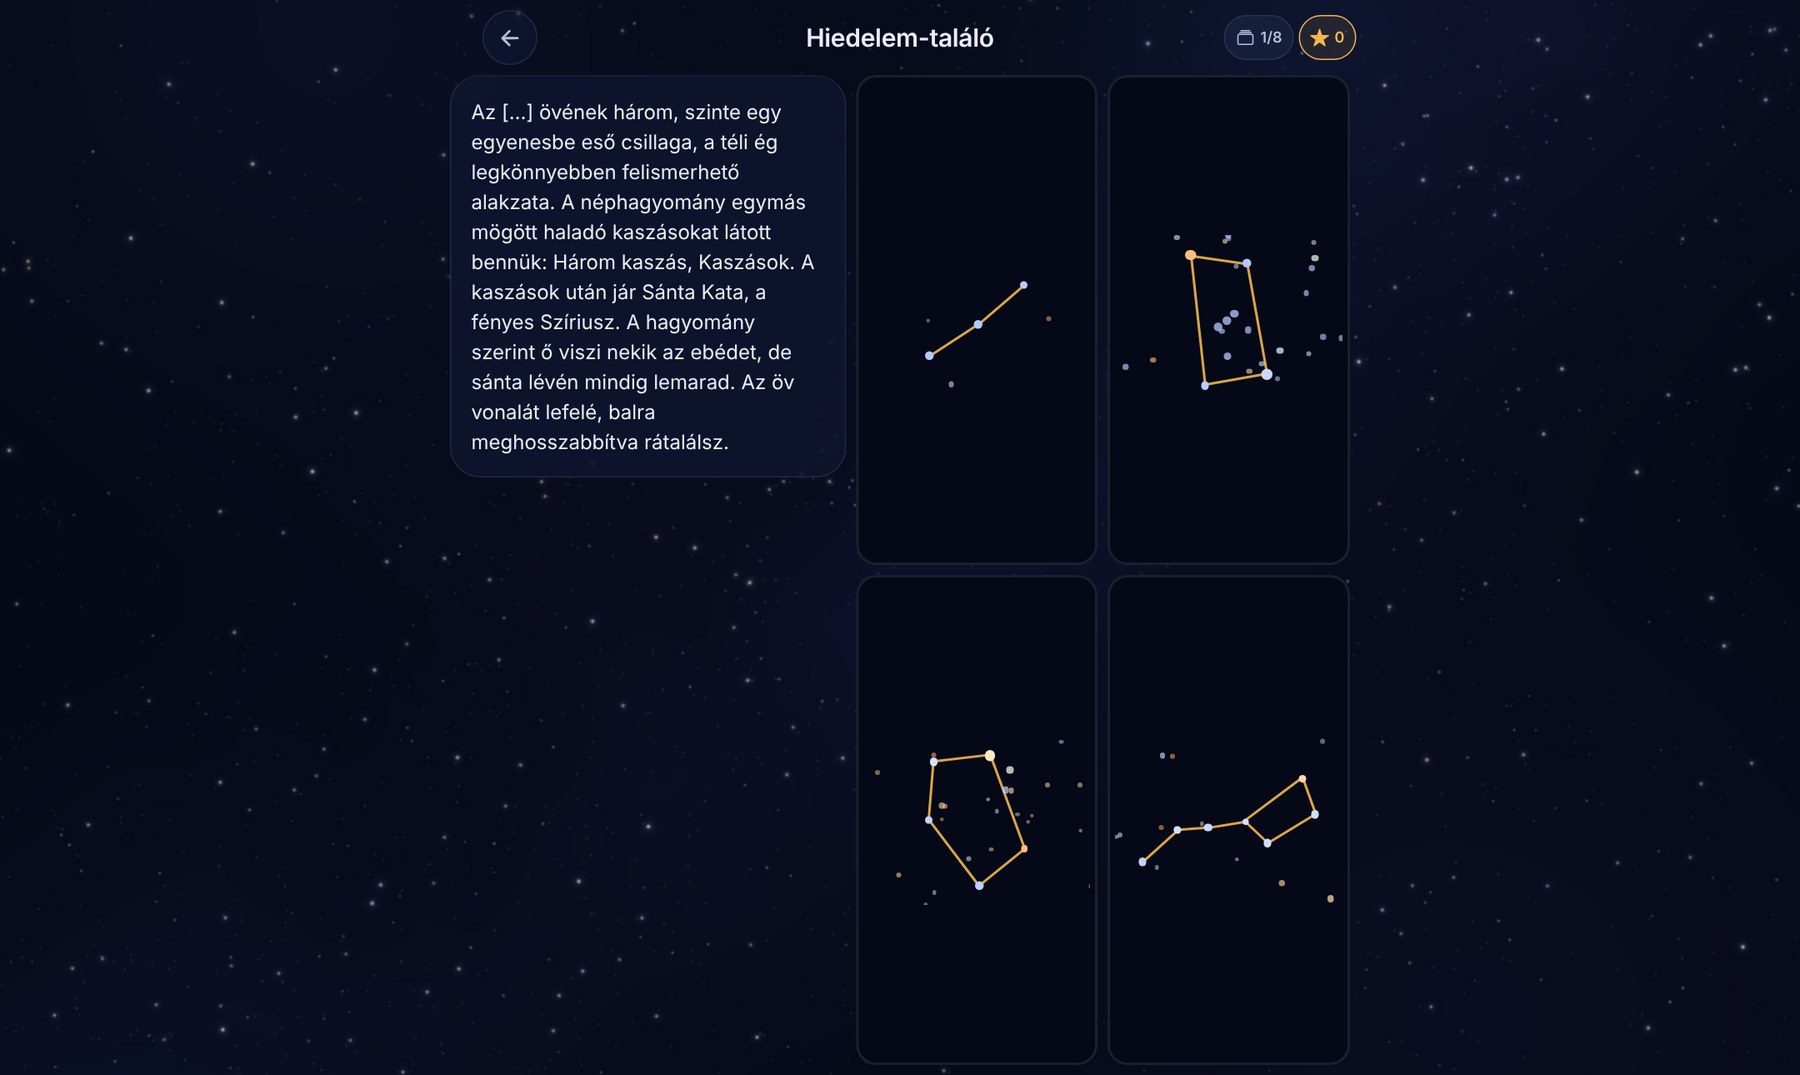 Hiedelem-találó
1/8
0
Az [...] övének három, szinte egy
egyenesbe eső csillaga, a téli ég
legkönnyebben felismerhető
alakzata. A néphagyomány egymás
mögött haladó kaszásokat látott
bennük: Három kaszás, Kaszások. A
kaszások után jár Sánta Kata, a
fényes Szíriusz. A hagyomány
szerint ő viszi nekik az ebédet, de
sánta lévén mindig lemarad. Az öv
vonalát lefelé, balra
meghosszabbítva rátalálsz.